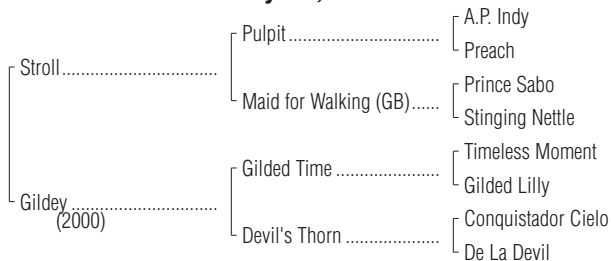 A.P. Indy
Pulpit
Preach
Stroll
Prince Sabo
Maid for Walking (GB)
Stinging Nettle
Timeless Moment
Gilded Time
Gilded Lilly
Gildey
(2000)
Conquistador Cielo
Devil's Thorn
De La Devil